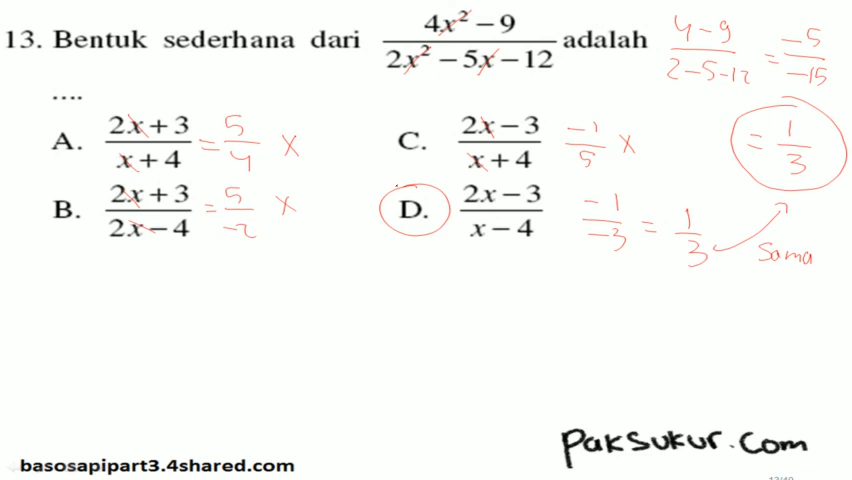 13. Bentuk sederhana dari (4x² − 9)/(2x² − 5x − 12) adalah
....
A. (2x + 3)/(x + 4) = 5/4 X
B. (2x + 3)/(2x − 4) = 5/-2 X
C. (2x − 3)/(x + 4) -1/5 X
D. (2x − 3)/(x − 4) -1/-3 = 1/3
(4-9)/(2-5-12) = -5/-15
= 1/3
Sama
PakSukur.com
basosapipart3.4shared.com